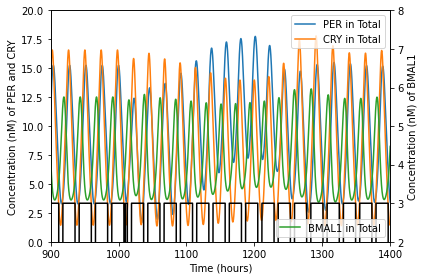 PER in Total
CRY in Total
BMAL1 in Total
Concentration (nM) of PER and CRY
Concentration (nM) of BMAL1
20.0
17.5
15.0
12.5
10.0
7.5
5.0
2.5
0.0
8
7
6
5
4
3
2
900 1000 1100 1200 1300 1400
Time (hours)